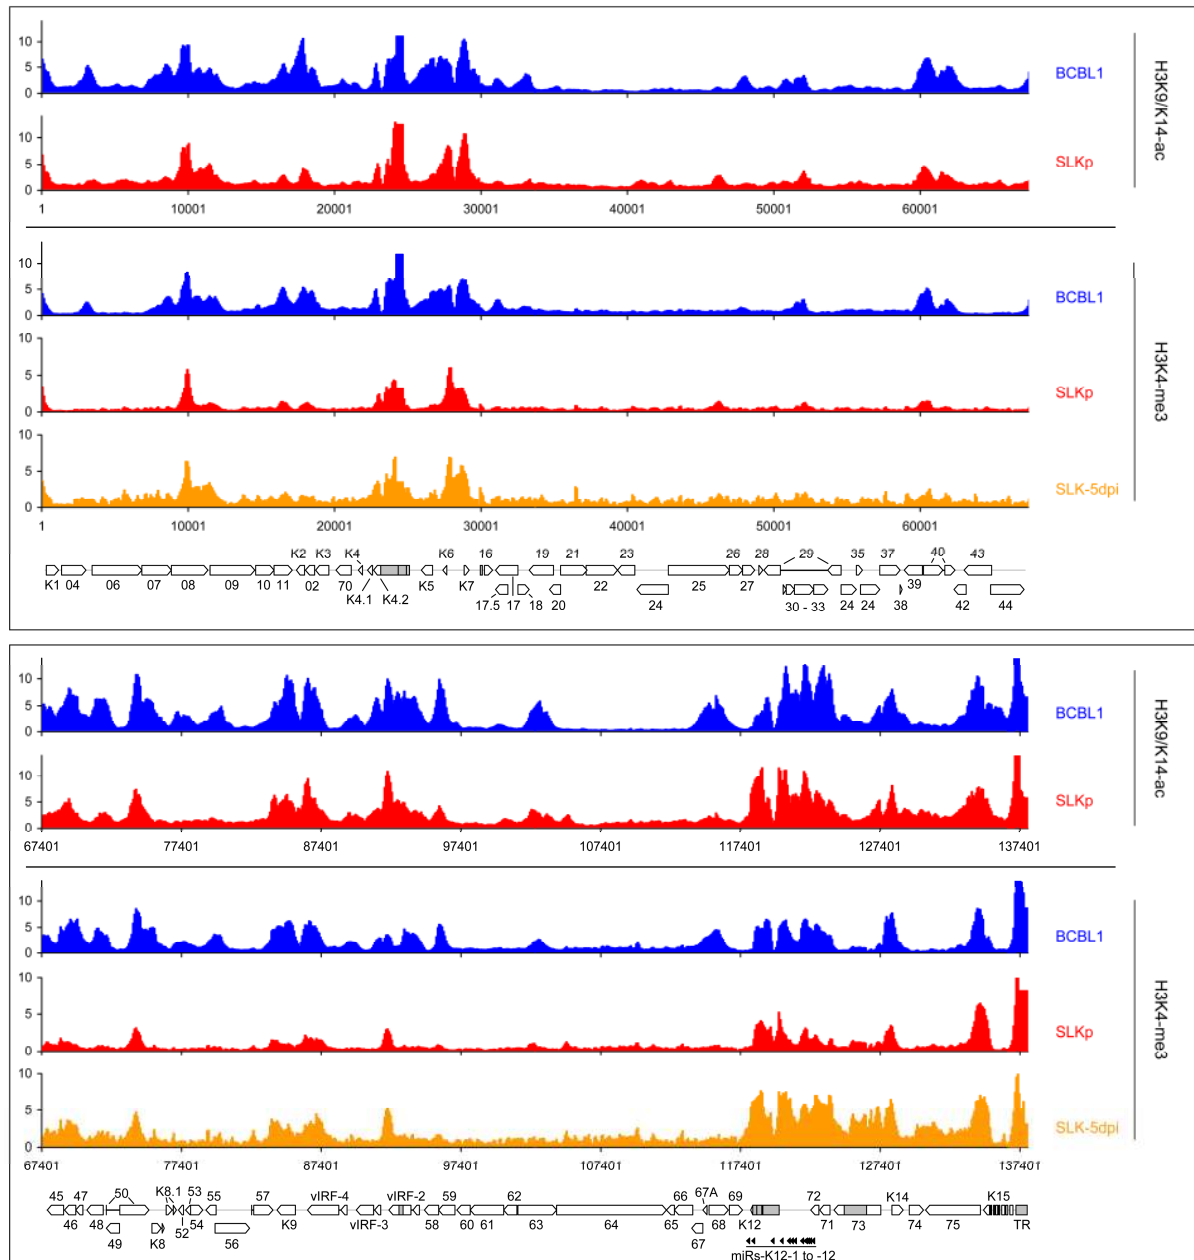 10
5
0
BCBL1
10
5
0
SLKp
H3K9/K14-ac
1 10001 20001 30001 40001 50001 60001
10
5
0
BCBL1
10
5
0
SLKp
10
5
0
SLK-5dpi
H3K4-me3
1 10001 20001 30001 40001 50001 60001
K2 K3 K4 K6 16 19 21 23 26 28 29 35 37 40 43
K1 04 06 07 08 09 10 11 02 70 K5 K7 17 22 25 27 39
K4.1 K4.2 17.5 18 20 24 30 - 33 24 24 38 42 44
10
5
0
BCBL1
10
5
0
SLKp
H3K9/K14-ac
67401 77401 87401 97401 107401 117401 127401 137401
10
5
0
BCBL1
10
5
0
SLKp
10
5
0
SLK-5dpi
H3K4-me3
67401 77401 87401 97401 107401 117401 127401 137401
45 47 50 K8.1 53 55 57 vIRF-4 vIRF-2 59 62 66 67A 69 72 K14 K15
46 48 52 54 K9 vIRF-3 58 60 61 63 64 65 68 K12 71 73 74 75 TR
49 K8 56 67
miRs-K12-1 to -12